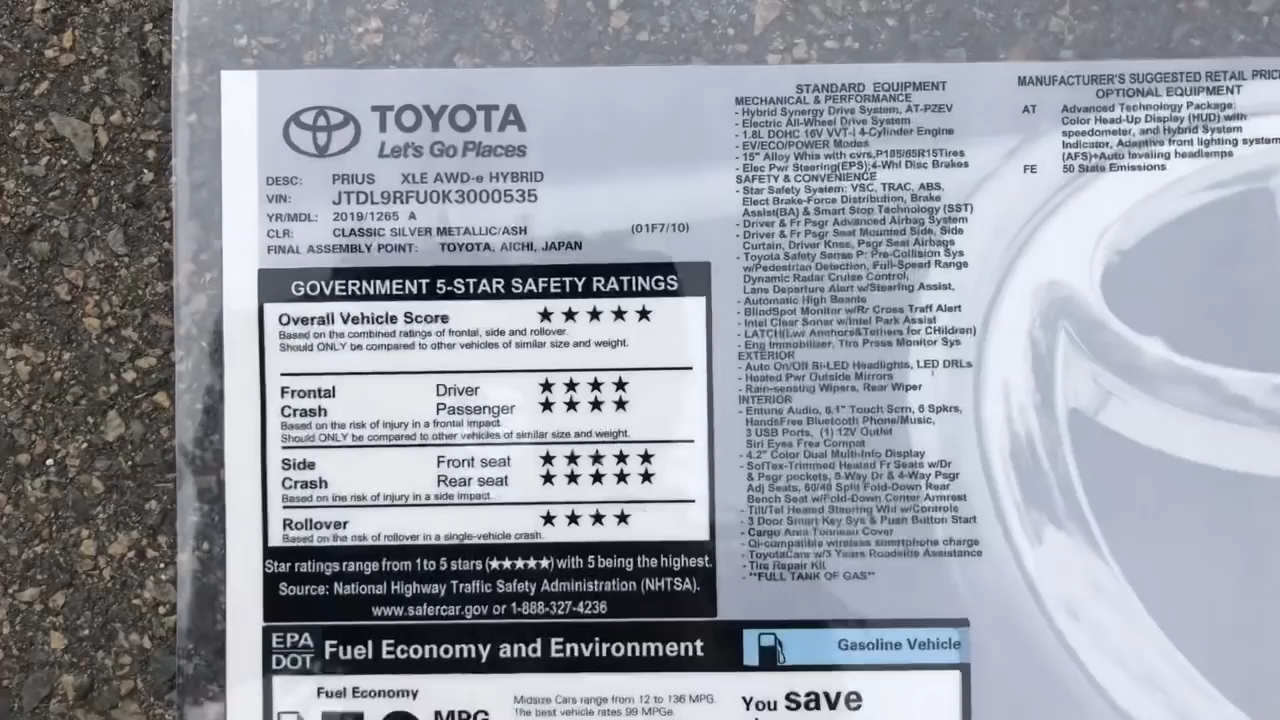 TOYOTA
Let's Go Places
DESC: PRIUS XLE AWD-e HYBRID
VIN: JTDL9RFU0K3000535
YR/MDL: 2019/1265 A
CLR: CLASSIC SILVER METALLIC/ASH (01F7/10)
FINAL ASSEMBLY POINT: TOYOTA, AICHI, JAPAN
GOVERNMENT 5-STAR SAFETY RATINGS
Overall Vehicle Score ★★★★★
Based on the combined ratings of frontal, side and rollover.
Should ONLY be compared to other vehicles of similar size and weight.
Frontal Driver ★★★★
Crash Passenger ★★★★
Based on the risk of injury in a frontal impact.
Should ONLY be compared to other vehicles of similar size and weight.
Side Front seat ★★★★★
Crash Rear seat ★★★★★
Based on the risk of injury in a side impact.
Rollover ★★★★
Based on the risk of rollover in a single-vehicle crash.
Star ratings range from 1 to 5 stars (★★★★★) with 5 being the highest.
Source: National Highway Traffic Safety Administration (NHTSA).
www.safercar.gov or 1-888-327-4236
EPA
DOT
Fuel Economy and Environment
Gasoline Vehicle
Fuel Economy
MPG
Midsize Cars range from 12 to 136 MPG.
The best vehicle rates 99 MPGe.
You save
STANDARD EQUIPMENT
MECHANICAL & PERFORMANCE
- Hybrid Synergy Drive System, AT-PZEV
- Electric All-Wheel Drive System
- 1.8L DOHC 16V VVT-i 4-Cylinder Engine
- EV/ECO/POWER Modes
- 15" Alloy Whls with cvrs,P195/65R15Tires
- Elec Pwr Steering(EPS);4-Whl Disc Brakes
SAFETY & CONVENIENCE
- Star Safety System: VSC, TRAC, ABS,
Elect Brake-Force Distribution, Brake
Assist(BA) & Smart Stop Technology (SST)
- Driver & Fr Psgr Advanced Airbag System
- Driver & Fr Psgr Seat Mounted Side, Side
Curtain, Driver Knee, Psgr Seat Airbags
- Toyota Safety Sense P: Pre-Collision Sys
w/Pedestrian Detection, Full-Speed Range
Dynamic Radar Cruise Control,
Lane Departure Alert w/Steering Assist,
- Automatic High Beams
- BlindSpot Monitor w/Rr Cross Traff Alert
- Intel Clear Sonar w/Intel Park Assist
- LATCH(Lwr Anchors&Tethers for CHildren)
- Eng Immobiliser, Tire Press Monitor Sys
EXTERIOR
- Auto On/Off Bi-LED Headlights, LED DRLs
- Heated Pwr Outside Mirrors
- Rain-sensing Wipers, Rear Wiper
INTERIOR
- Entune Audio, 6.1" Touch Scrn, 6 Spkrs,
HandsFree Bluetooth Phone/Music,
3 USB Ports, (1) 12V Outlet
Siri Eyes Free Compat
- 4.2" Color Dual Multi-Info Display
- SofTex-Trimmed Heated Fr Seats w/Dr
& Psgr pockets, 8-Way Dr & 4-Way Psgr
Adj Seats, 60/40 Split Fold-Down Rear
Bench Seat w/Fold-Down Center Armrest
- Tilt/Tel Heated Steering Whl w/Controls
- 3 Door Smart Key Sys & Push Button Start
- Cargo Area Tonneau Cover
- Qi-compatible wireless smartphone charge
- ToyotaCare w/3 Years Roadside Assistance
- Tire Repair Kit
- **FULL TANK OF GAS**
MANUFACTURER'S SUGGESTED RETAIL PRICE
OPTIONAL EQUIPMENT
AT Advanced Technology Package:
Color Head-Up Display (HUD) with
speedometer, and Hybrid System
Indicator, Adaptive front lighting system
(AFS)+Auto leveling headlamps
FE 50 State Emissions